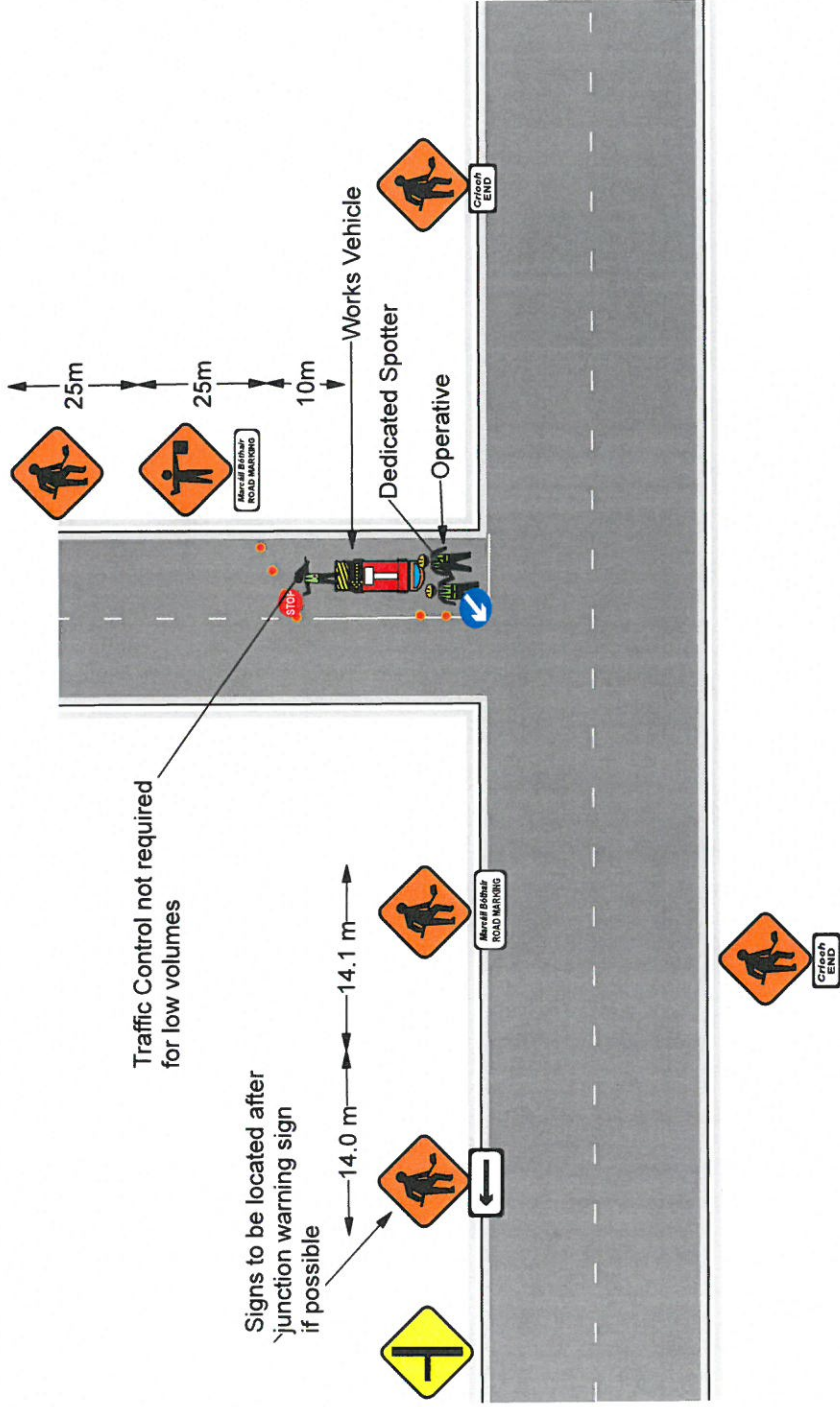 25m
25m
10m
Marcáil Bóthair
ROAD MARKING
Traffic Control not required
for low volumes
Works Vehicle
Dedicated Spotter
Operative
STOP
Críoch
END
Signs to be located after
junction warning sign
if possible
14.0 m
14.1 m
Marcáil Bóthair
ROAD MARKING
Críoch
END